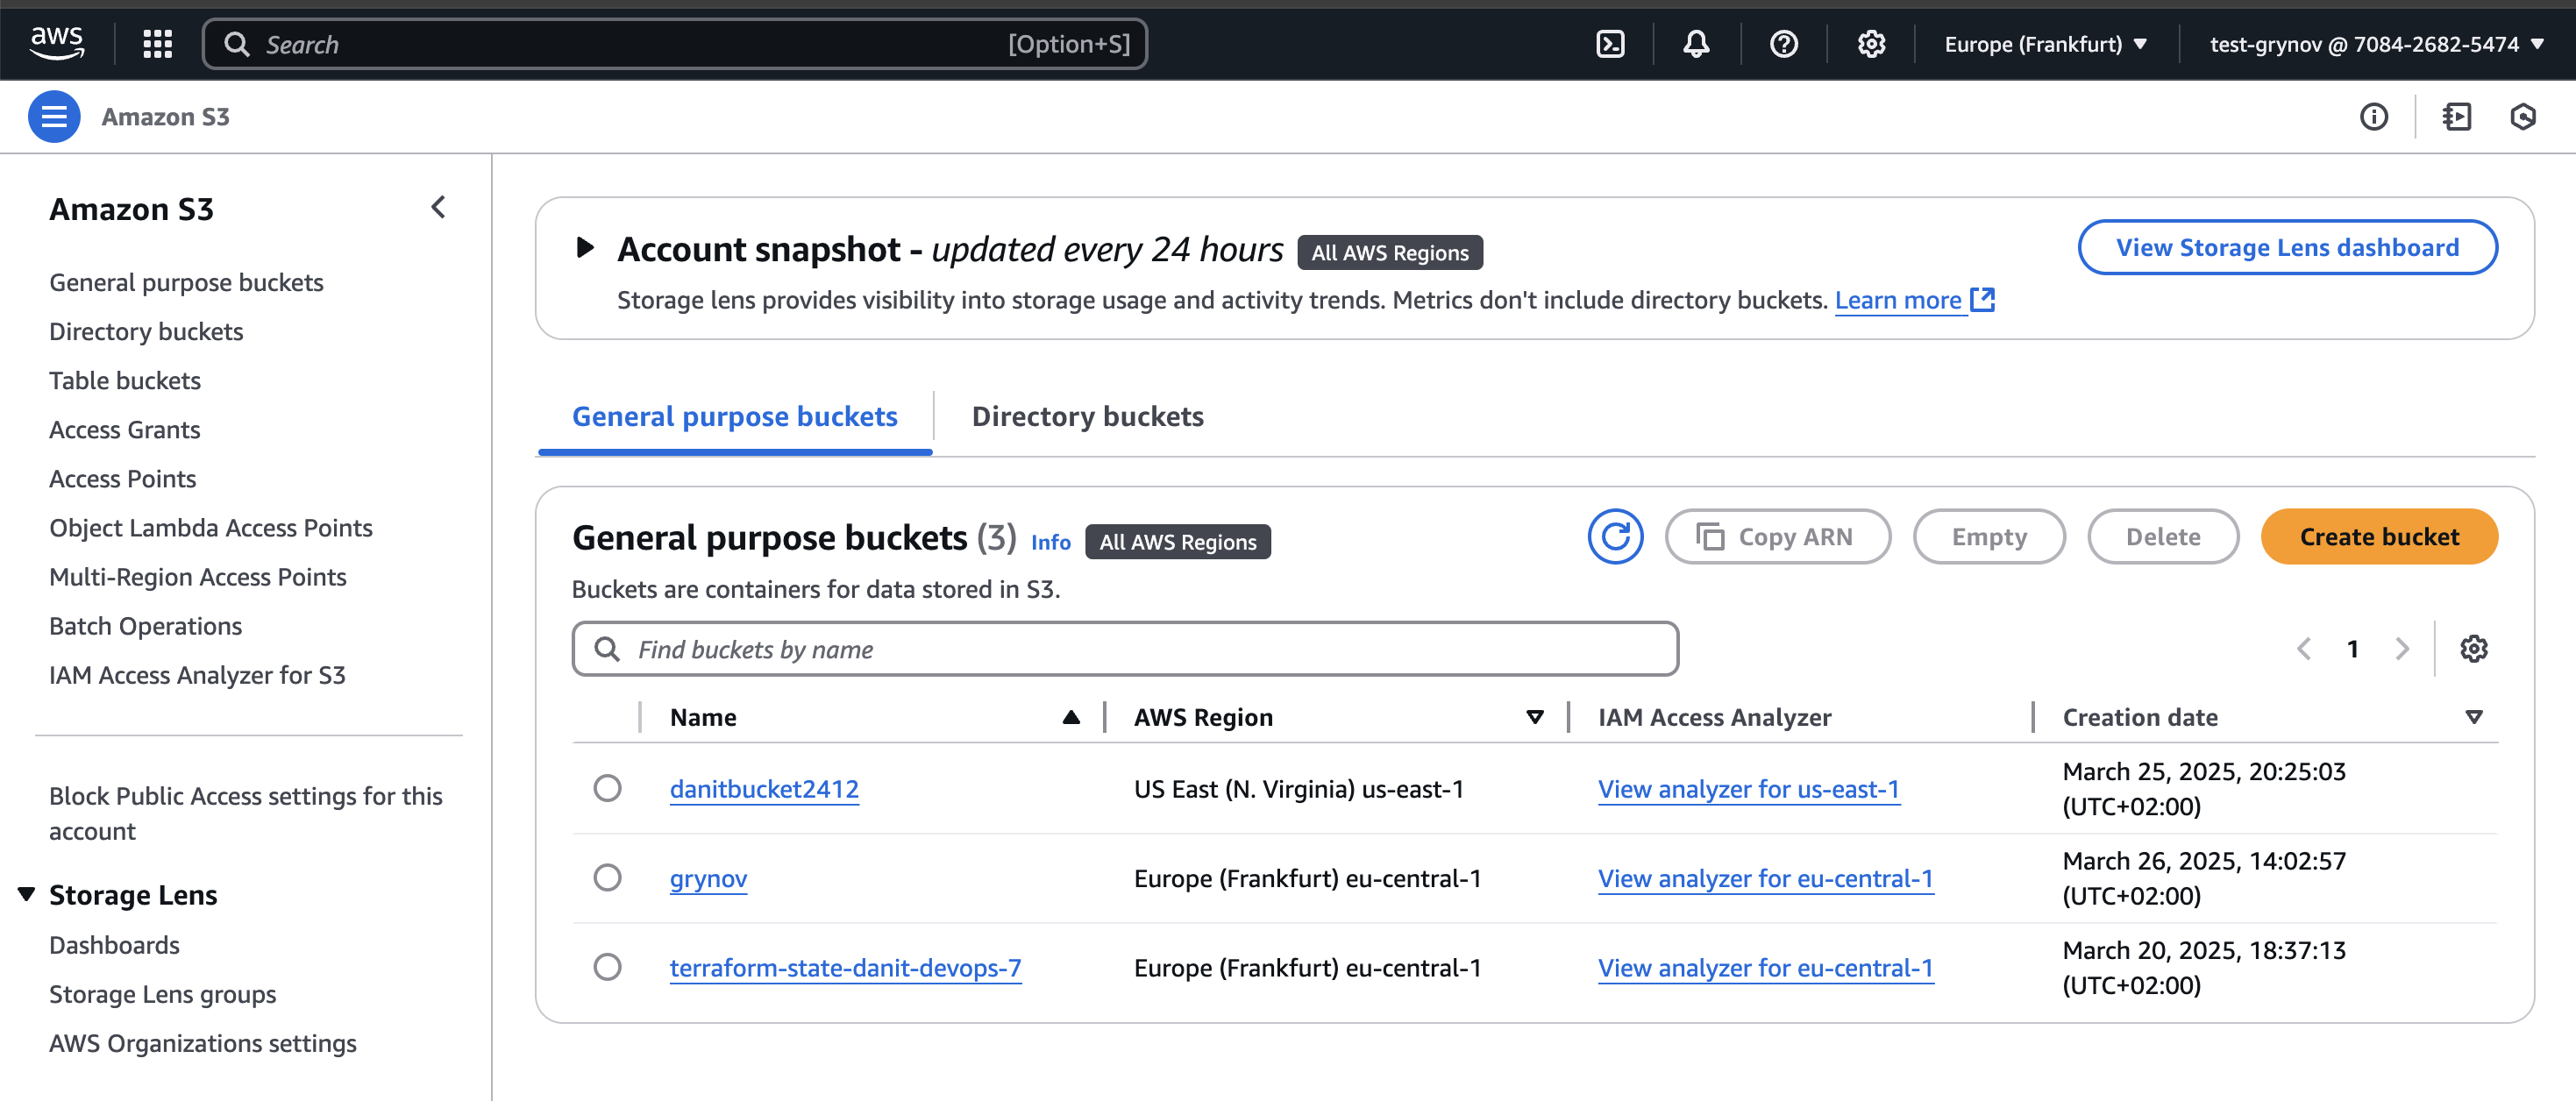 aws
Search
[Option+S]
Europe (Frankfurt)
test-grynov @ 7084-2682-5474
Amazon S3
Amazon S3
General purpose buckets
Directory buckets
Table buckets
Access Grants
Access Points
Object Lambda Access Points
Multi-Region Access Points
Batch Operations
IAM Access Analyzer for S3
Block Public Access settings for this
account
Storage Lens
Dashboards
Storage Lens groups
AWS Organizations settings
Account snapshot - updated every 24 hours All AWS Regions
View Storage Lens dashboard
Storage lens provides visibility into storage usage and activity trends. Metrics don't include directory buckets. Learn more
General purpose buckets
Directory buckets
General purpose buckets (3) Info All AWS Regions
Copy ARN
Empty
Delete
Create bucket
Buckets are containers for data stored in S3.
Find buckets by name
1
Name
AWS Region
IAM Access Analyzer
Creation date
danitbucket2412
US East (N. Virginia) us-east-1
View analyzer for us-east-1
March 25, 2025, 20:25:03
(UTC+02:00)
grynov
Europe (Frankfurt) eu-central-1
View analyzer for eu-central-1
March 26, 2025, 14:02:57
(UTC+02:00)
terraform-state-danit-devops-7
Europe (Frankfurt) eu-central-1
View analyzer for eu-central-1
March 20, 2025, 18:37:13
(UTC+02:00)